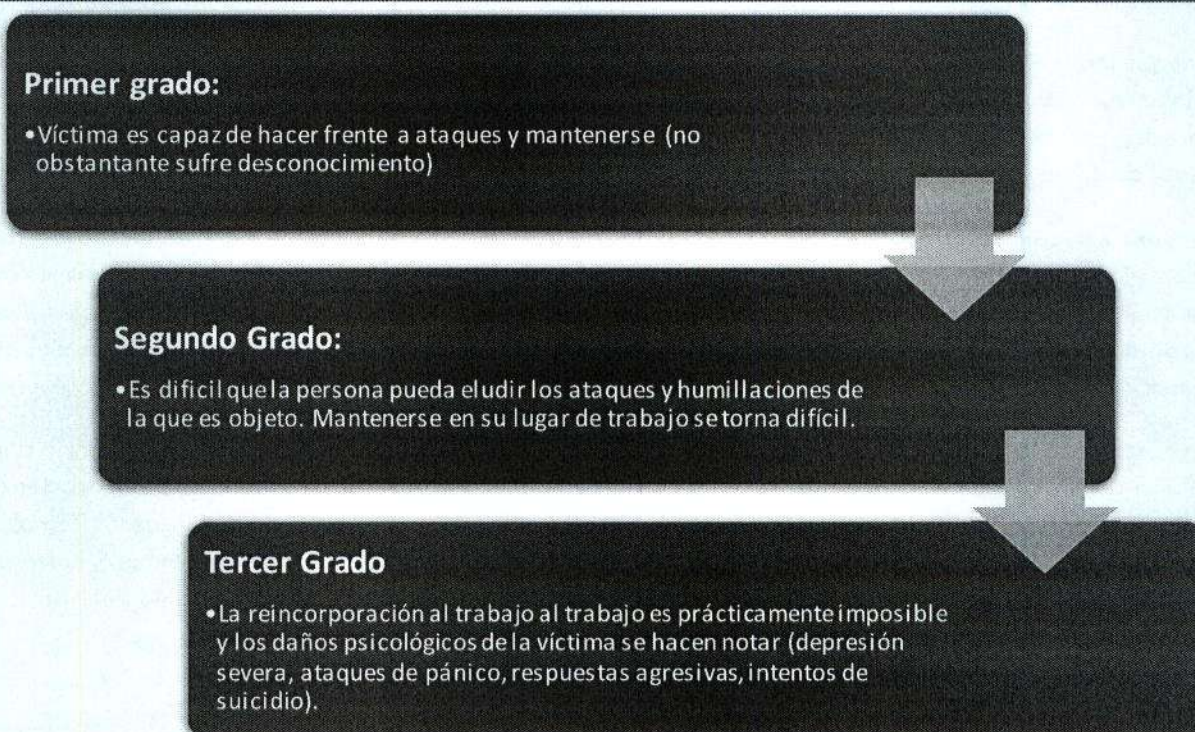 Primer grado:
•Víctima es capaz de hacer frente a ataques y mantenerse (no
obstantante sufre desconocimiento)
Segundo Grado:
•Es dificil que la persona pueda eludir los ataques y humillaciones de
la que es objeto. Mantenerse en su lugar de trabajo se torna difícil.
Tercer Grado
•La reincorporación al trabajo al trabajo es prácticamente imposible
y los daños psicológicos de la víctima se hacen notar (depresión
severa, ataques de pánico, respuestas agresivas, intentos de
suicidio).